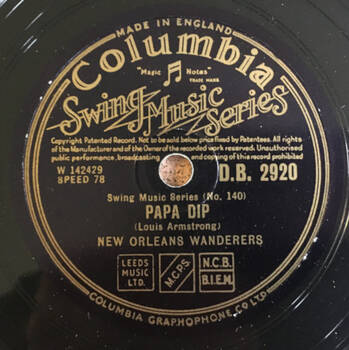 MADE IN ENGLAND
Columbia
"Magic Notes"
TRADE MARK
Swing Music
Series
Copyright Patented Record. Not to be sold below price fixed by Patentees. All rights
of the Manufacturer and of the Owner of the recorded work reserved. Unauthorised
public performance, broadcasting and copying of this record prohibited
W 142429
SPEED 78
D.B. 2920
Swing Music Series (No. 140)
PAPA DIP
(Louis Armstrong)
NEW ORLEANS WANDERERS
LEEDS
MUSIC
LTD.
M.C.P.S.
N.C.B.
B.I.E.M.
COLUMBIA GRAPHOPHONE CO. LTD.